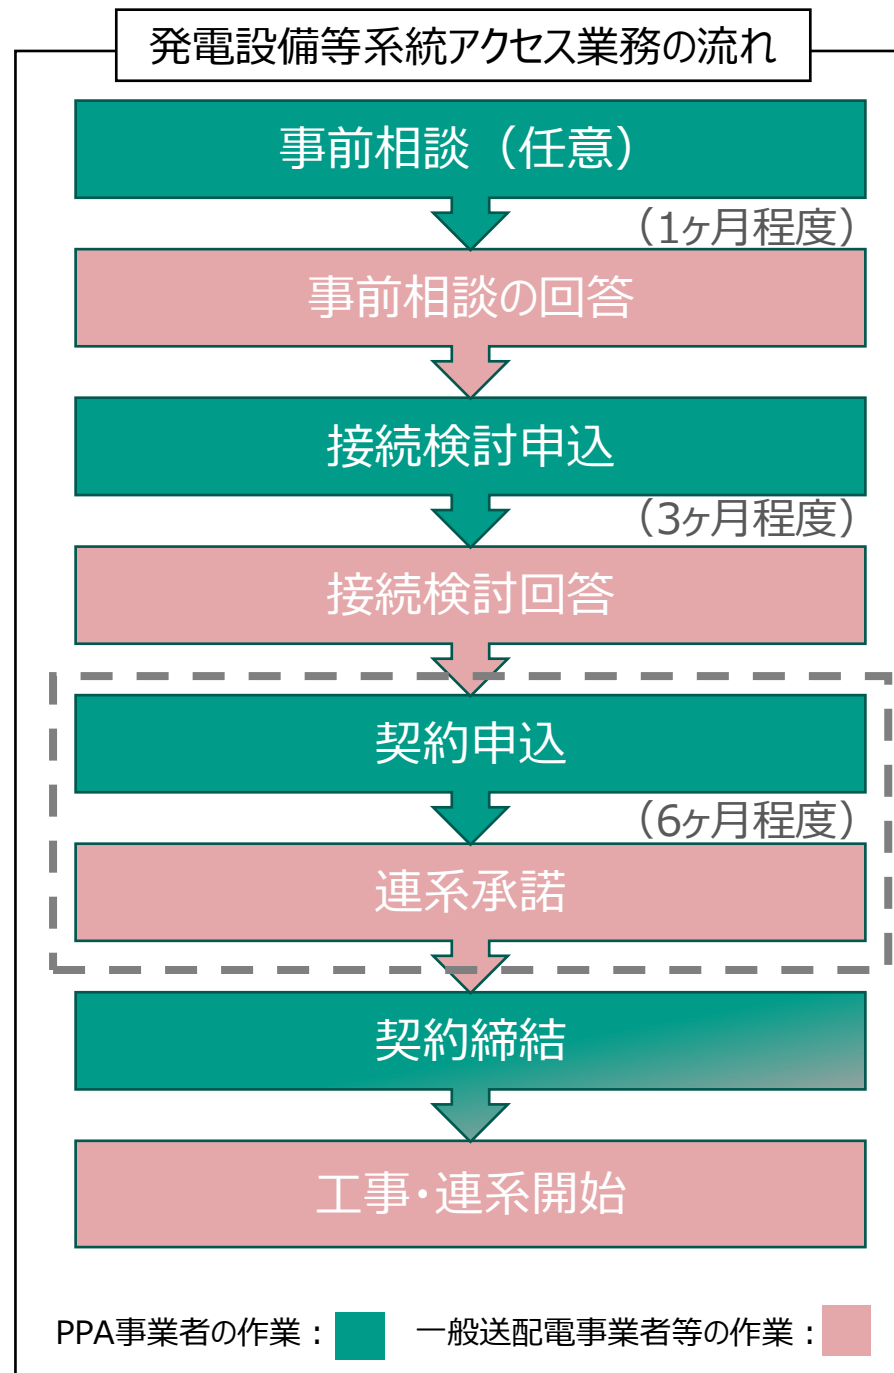 発電設備等系統アクセス業務の流れ
事前相談（任意）
（1ヶ月程度）
事前相談の回答
接続検討申込
（3ヶ月程度）
接続検討回答
契約申込
（6ヶ月程度）
連系承諾
契約締結
工事・連系開始
PPA事業者の作業： 一般送配電事業者等の作業：